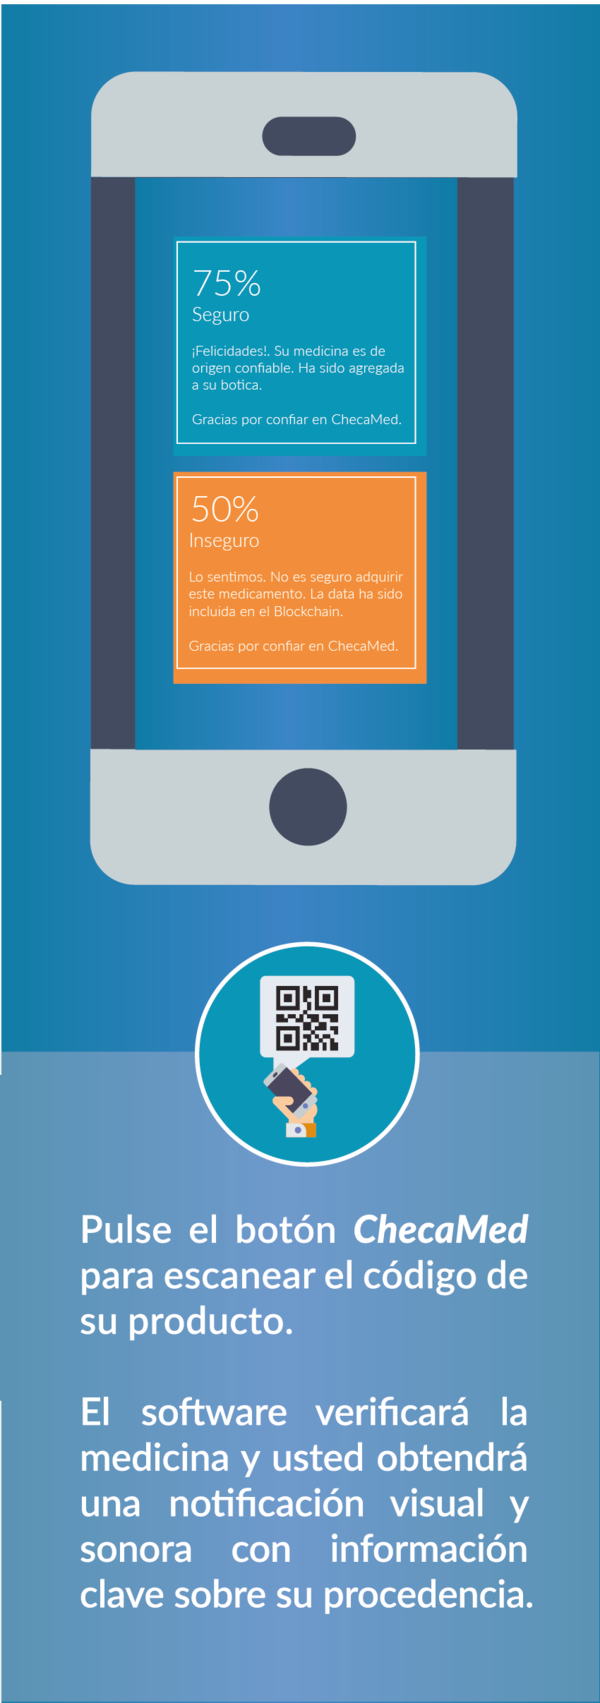 75%
Seguro
¡Felicidades!. Su medicina es de
origen confiable. Ha sido agregada
a su botica.
Gracias por confiar en ChecaMed.
50%
Inseguro
Lo sentimos. No es seguro adquirir
este medicamento. La data ha sido
incluida en el Blockchain.
Gracias por confiar en ChecaMed.
Pulse el botón ChecaMed
para escanear el código de
su producto.
El software verificará la
medicina y usted obtendrá
una notificación visual y
sonora con información
clave sobre su procedencia.